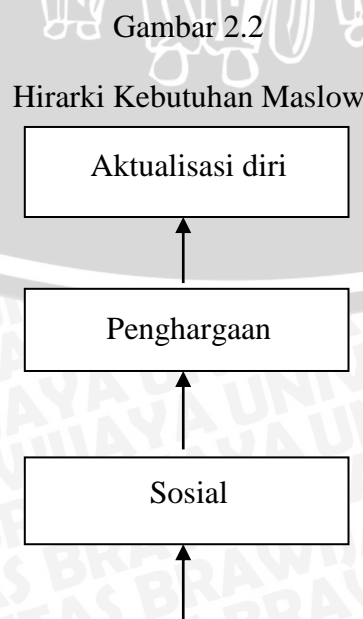 Gambar 2.2
Hirarki Kebutuhan Maslow
Aktualisasi diri
Penghargaan
Sosial